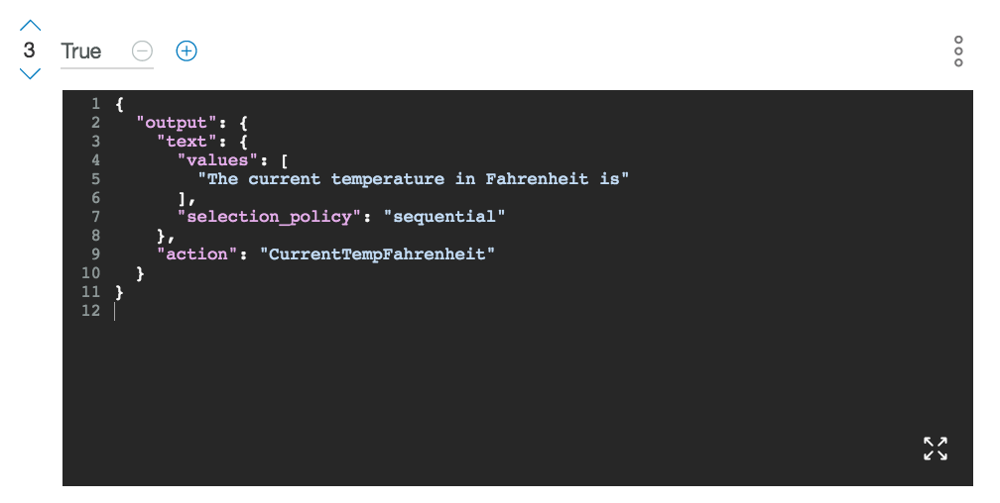 3 True
1 {
2   "output": {
3     "text": {
4       "values": [
5         "The current temperature in Fahrenheit is"
6       ],
7       "selection_policy": "sequential"
8     },
9     "action": "CurrentTempFahrenheit"
10   }
11 }
12